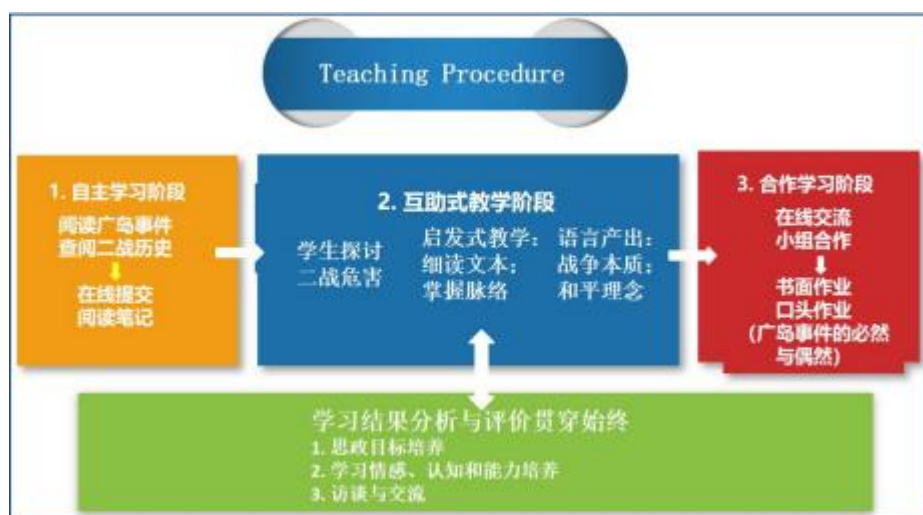 Teaching Procedure
1. 自主学习阶段
阅读广岛事件
查阅二战历史
在线提交
阅读笔记
2. 互助式教学阶段
学生探讨
二战危害
启发式教学：
细读文本；
掌握脉络
语言产出：
战争本质；
和平理念
3. 合作学习阶段
在线交流
小组合作
书面作业
口头作业
（广岛事件的必然
与偶然）
学习结果分析与评价贯穿始终
1. 思政目标培养
2. 学习情感、认知和能力培养
3. 访谈与交流